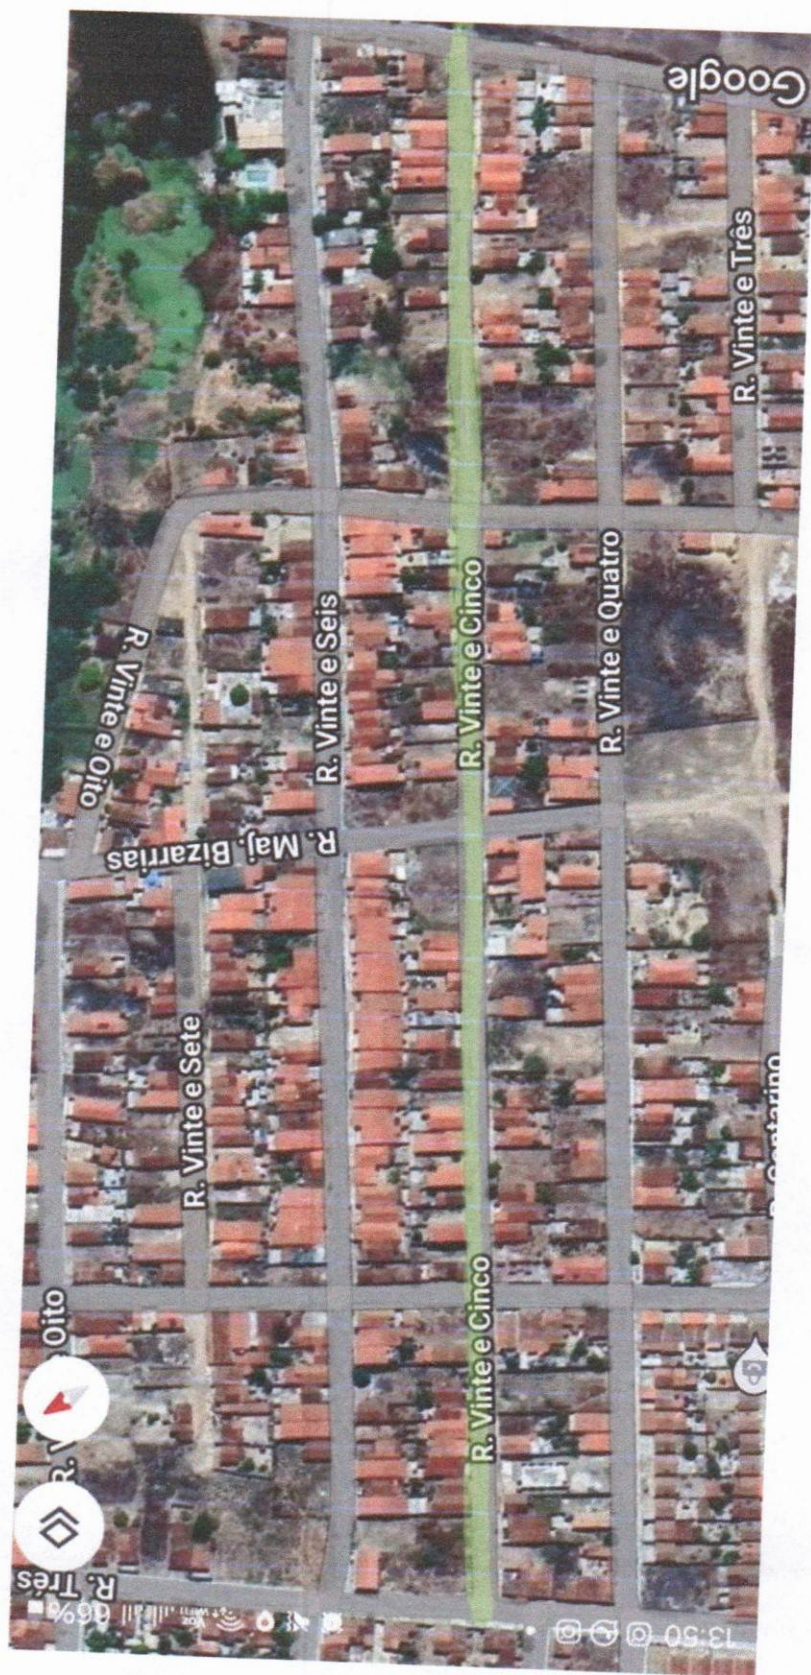 Google
R. Vinte e Três
R. Vinte e Quatro
R. Vinte e Cinco
R. Vinte e Seis
R. Vinte e Oito
R. Maj. Bizarrias
R. Vinte e Sete
R. Vinte e Cinco
Oito
R. V
R. Três
13:50
66%